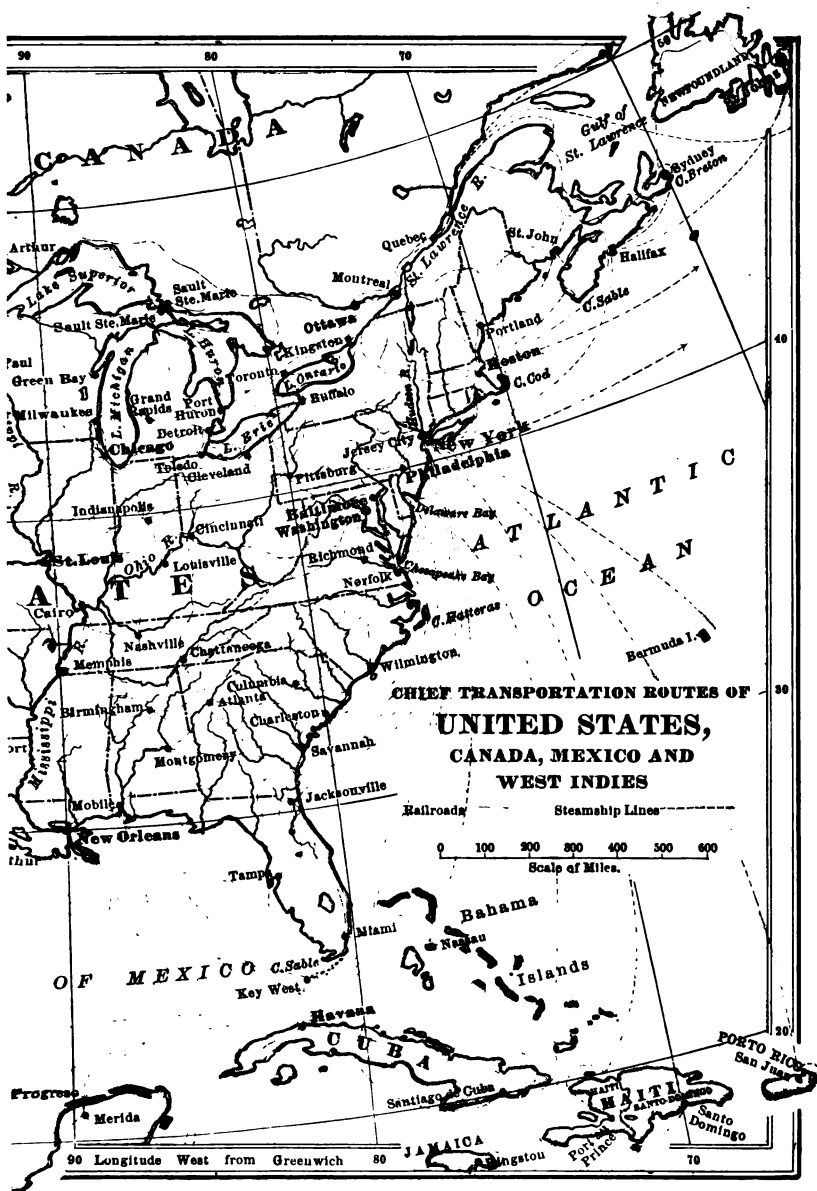 90 80 70
50
NEWFOUNDLAND
Gulf of
St. Lawrence
CANADA
Sydney
C. Breton
St. Lawrence R.
Quebec
St. John
Halifax
Arthur
Lake Superior
Sault
Ste. Marie
Montreal
C. Sable
Sault Ste. Marie
Ottawa
Portland
L. Huron
Kingston
40
Paul
L. Michigan
Boston
Green Bay
Toronto
L. Ontario
C. Cod
Grand
Rapids
Port
Huron
Buffalo
Hudson R.
Milwaukee
Detroit
L. Erie
Jersey City
New York
Chicago
Toledo
Cleveland
Pittsburg
Philadelphia
R.
Indianapolis
Baltimore
Washington
Delaware Bay
ATLANTIC
OCEAN
Cincinnati
St. Louis
Ohio R.
Louisville
Richmond
Chesapeake Bay
ATES
Norfolk
Cairo
C. Hatteras
R.
Nashville
Chattanooga
Bermuda I.
Memphis
Wilmington
Columbia
CHIEF TRANSPORTATION ROUTES OF
30
Birmingham
Atlanta
UNITED STATES,
Mississippi
Charleston
CANADA, MEXICO AND
ort
Montgomery
Savannah
WEST INDIES
Mobile
Jacksonville
Railroads Steamship Lines
New Orleans
thur
0 100 200 300 400 500 600
Scale of Miles.
Tampa
Bahama
Miami
Nassau
OF MEXICO
C. Sable
Islands
Key West
Havana
20
CUBA
PORTO RICO
San Juan
Progreso
Santiago de Cuba
HAITI
HAITI
SANTO DOMINGO
Merida
Santo
Domingo
Port au
Prince
JAMAICA
Kingston
90 Longitude West from Greenwich 80 70